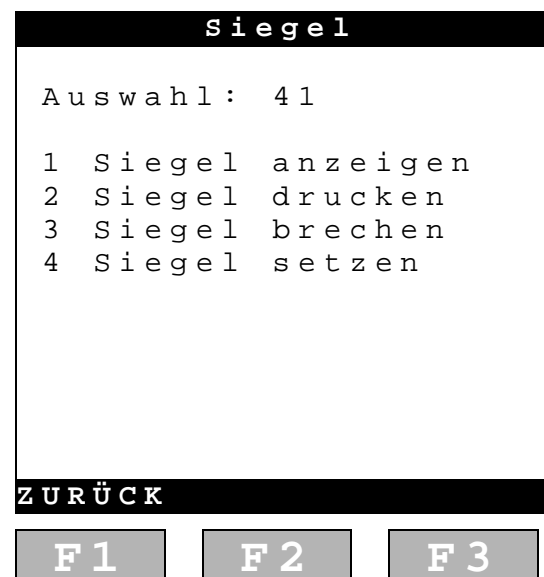 Siegel
Auswahl: 41
1 Siegel anzeigen
2 Siegel drucken
3 Siegel brechen
4 Siegel setzen
ZURÜCK
F1 F2 F3